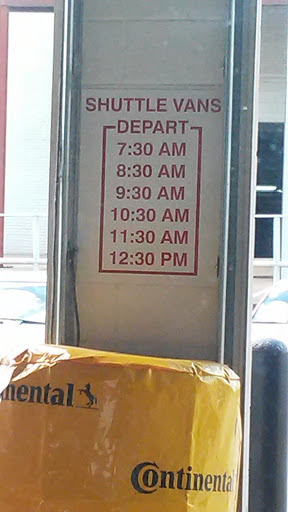 SHUTTLE VANS
DEPART
7:30 AM
8:30 AM
9:30 AM
10:30 AM
11:30 AM
12:30 PM
nental
Continental